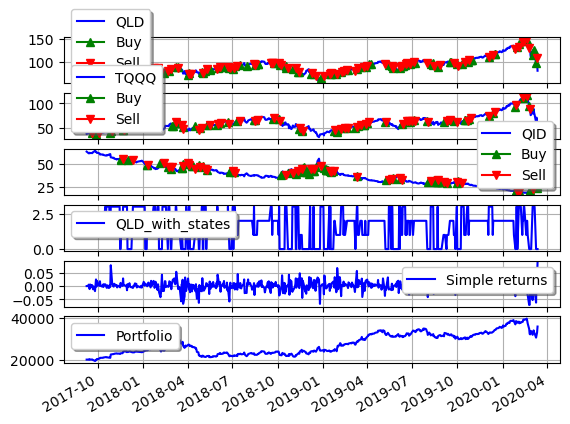 QLD
Buy
Sell
150
100
TQQQ
Buy
Sell
100
50
QID
Buy
Sell
50
25
QLD_with_states
2.5
0.0
Simple returns
0.05
0.00
−0.05
Portfolio
40000
20000
2017-10
2018-01
2018-04
2018-07
2018-10
2019-01
2019-04
2019-07
2019-10
2020-01
2020-04